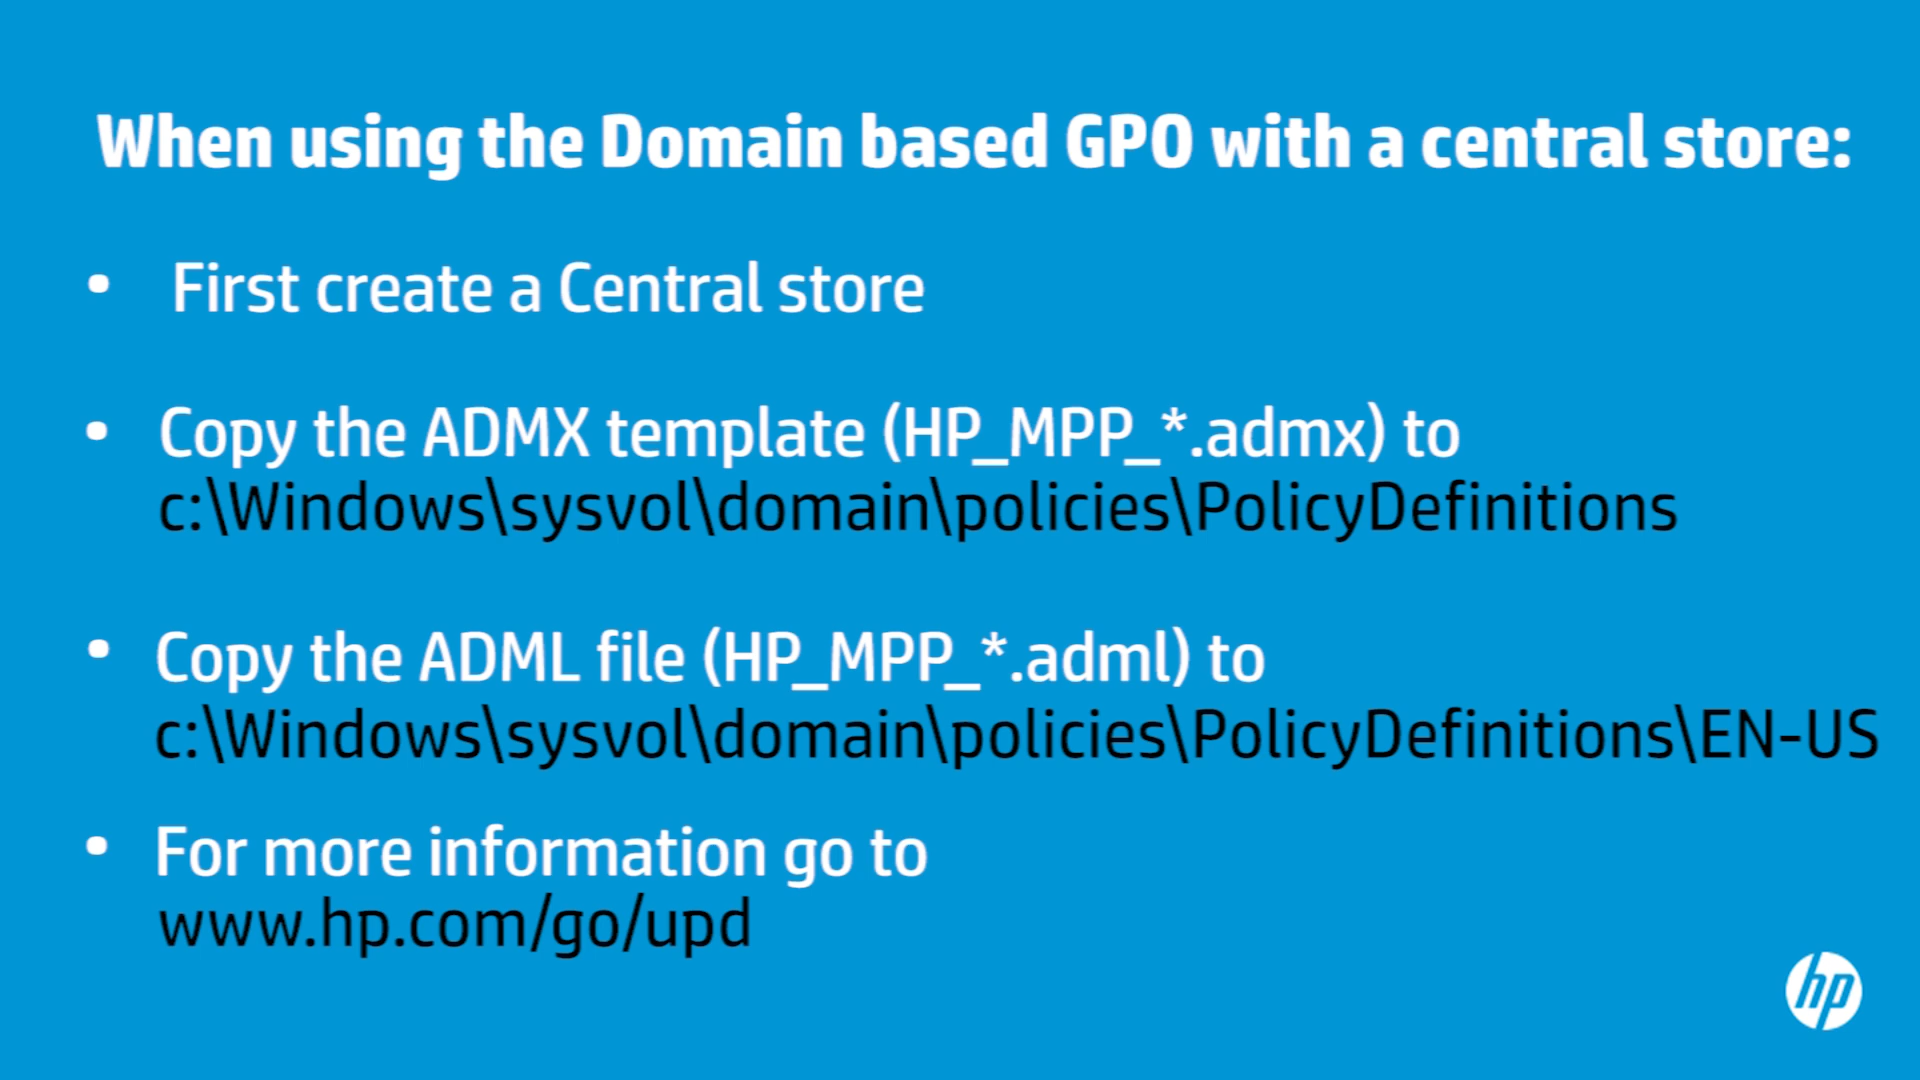 When using the Domain based GPO with a central store:
• First create a Central store
• Copy the ADMX template (HP_MPP_*.admx) to
c:\Windows\sysvol\domain\policies\PolicyDefinitions
• Copy the ADML file (HP_MPP_*.adml) to
c:\Windows\sysvol\domain\policies\PolicyDefinitions\EN-US
• For more information go to
www.hp.com/go/upd
hp